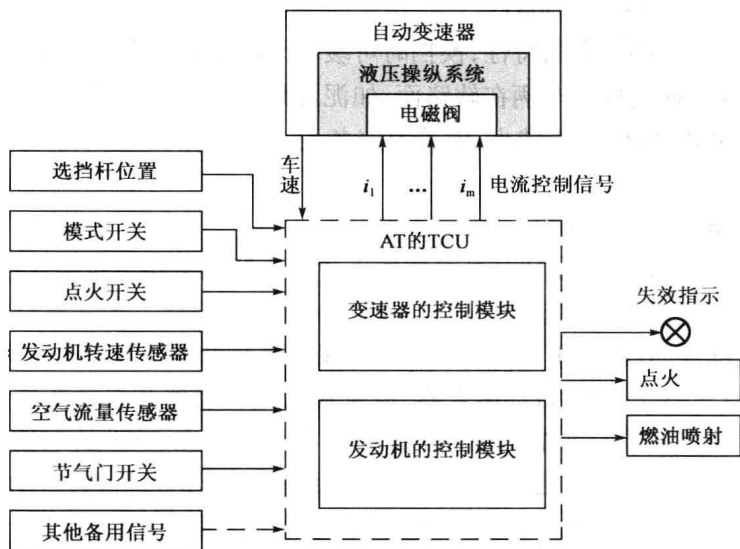 自动变速器
液压操纵系统
电磁阀
车速
i₁
…
iₘ
电流控制信号
选挡杆位置
模式开关
点火开关
发动机转速传感器
空气流量传感器
节气门开关
其他备用信号
AT的TCU
变速器的控制模块
发动机的控制模块
失效指示
点火
燃油喷射